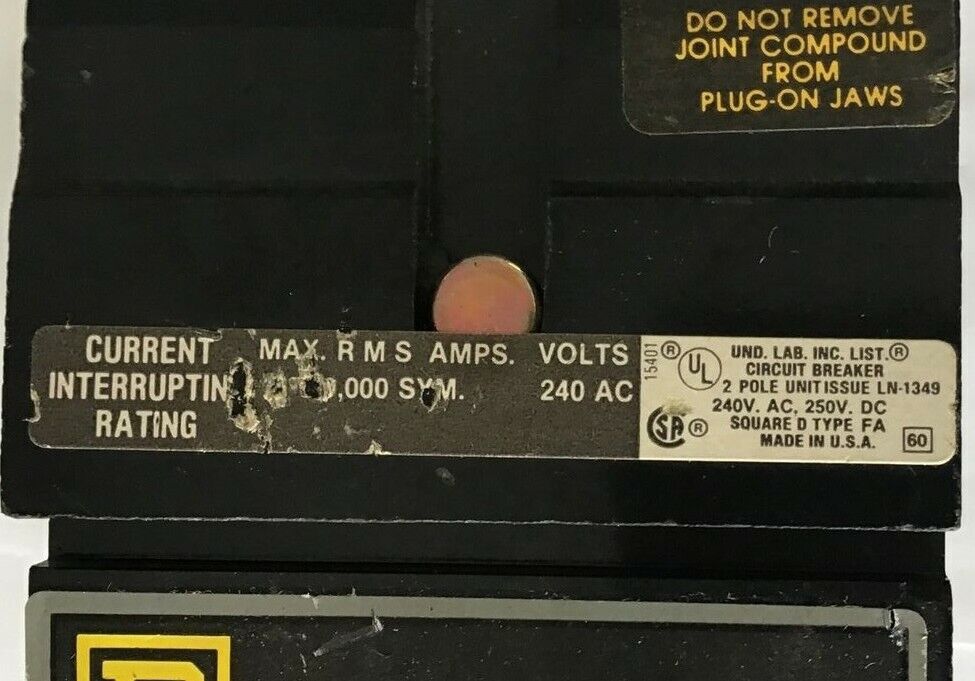 DO NOT REMOVE
JOINT COMPOUND
FROM
PLUG-ON JAWS
CURRENT MAX. R M S AMPS. VOLTS
INTERRUPTIN ,000 SYM. 240 AC
RATING
15401
® UL UND. LAB. INC. LIST.®
CIRCUIT BREAKER
2 POLE UNIT ISSUE LN-1349
240V. AC, 250V. DC
SA ® SQUARE D TYPE FA
MADE IN U.S.A. 60